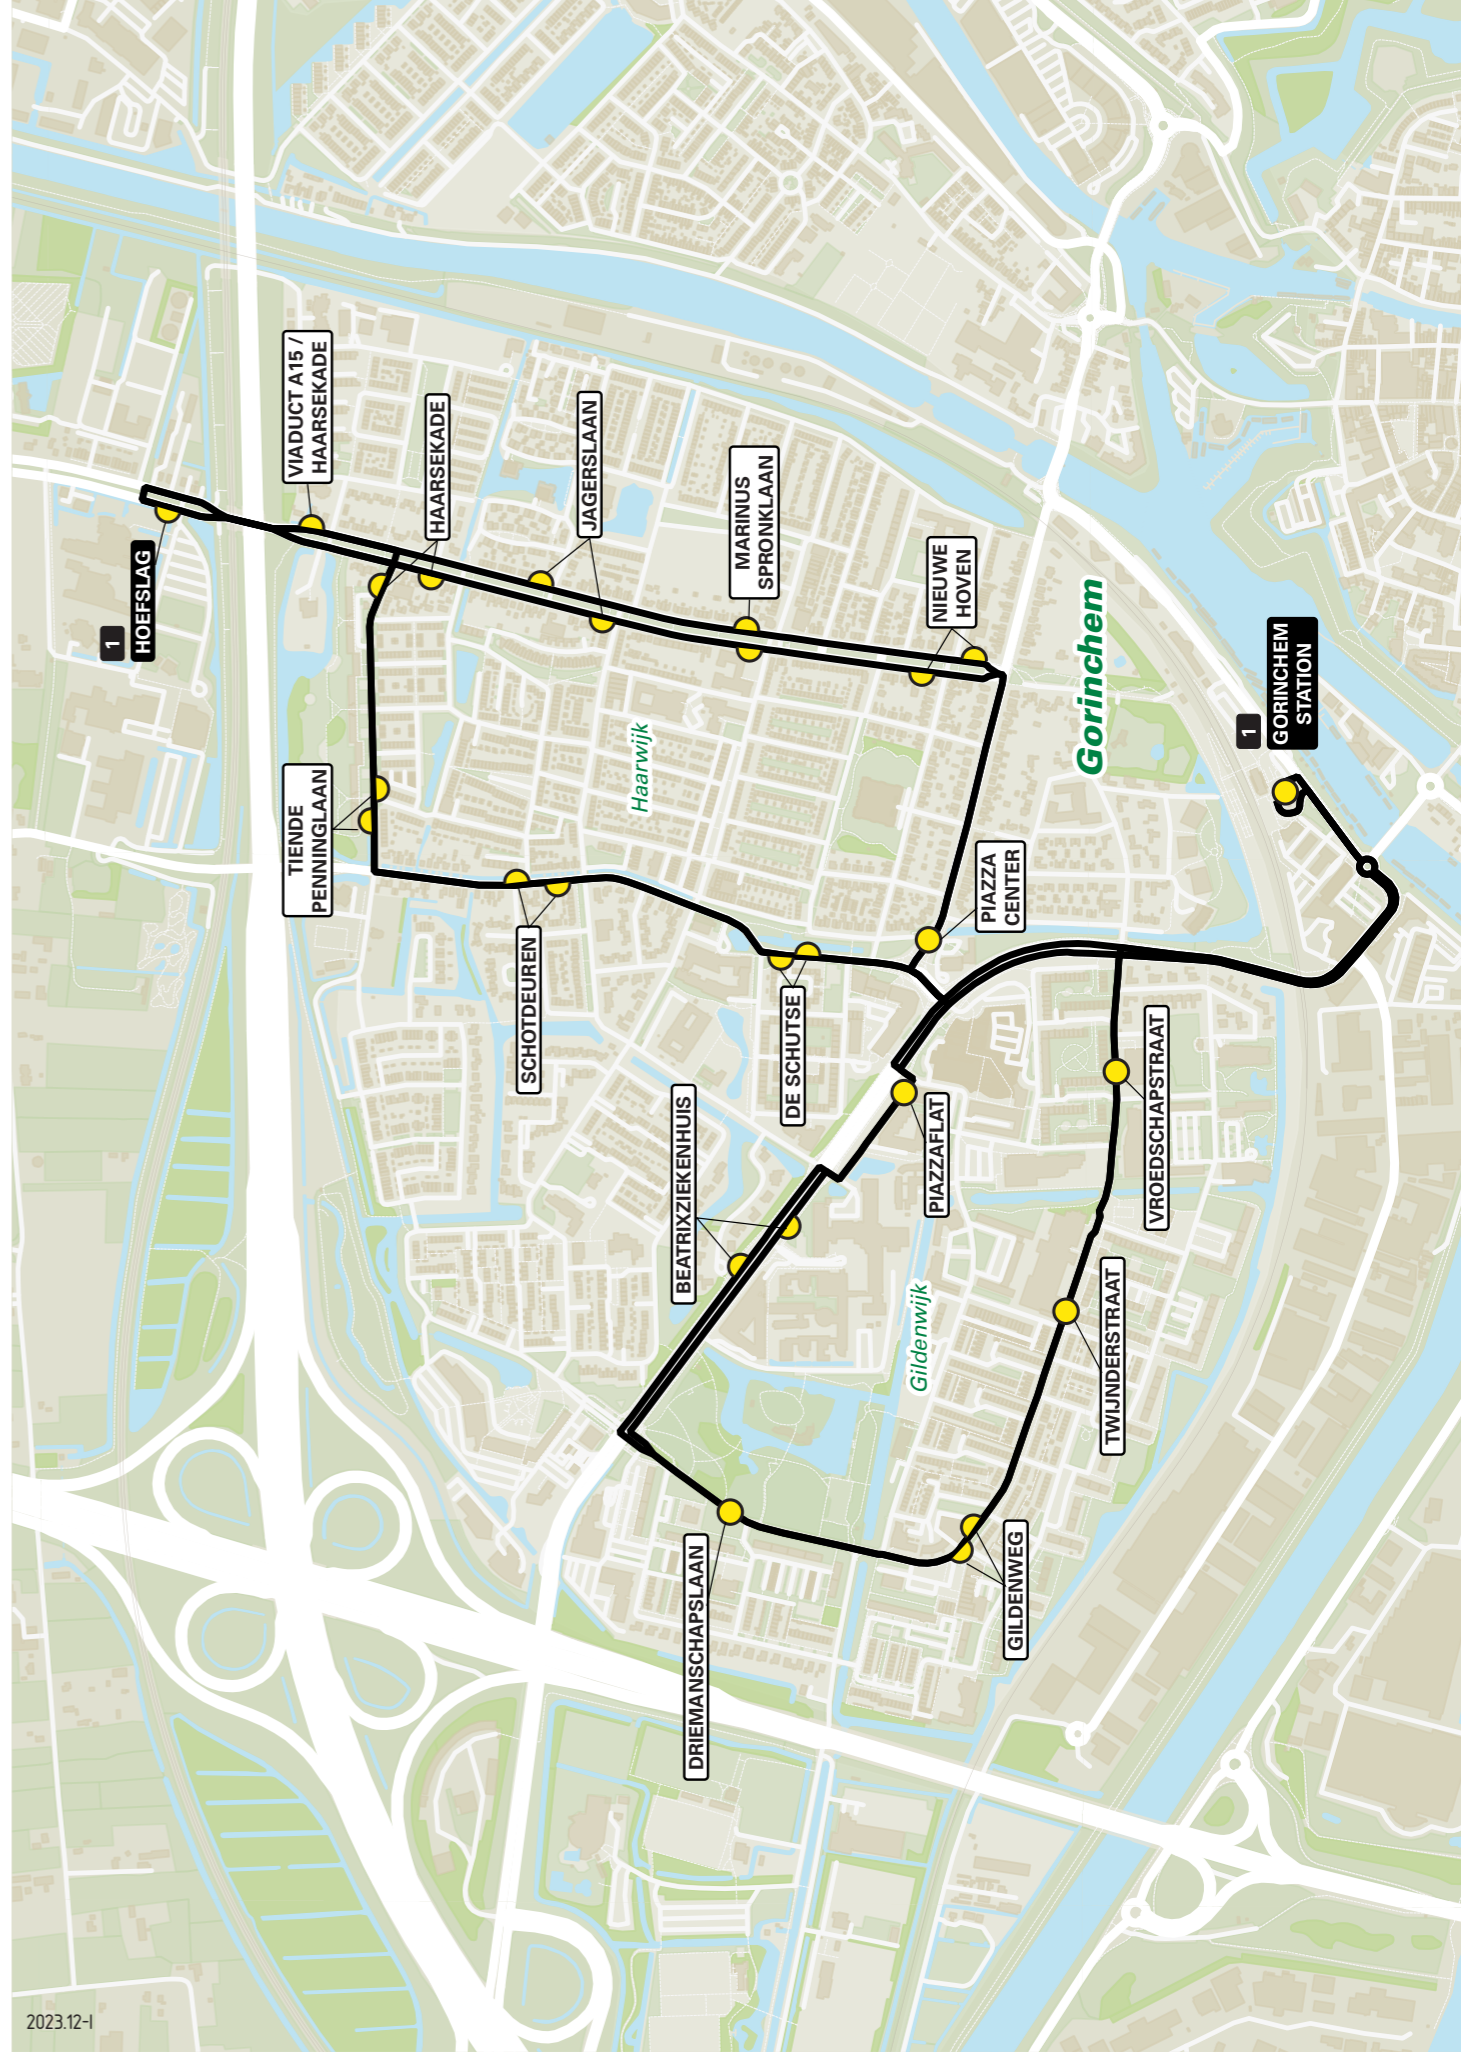 1
HOEFSLAG
VIADUCT A15 /
HAARSEKADE
HAARSEKADE
JAGERSLAAN
MARINUS
SPRONKLAAN
NIEUWE
HOVEN
TIENDE
PENNINGLAAN
Haarwijk
Gorinchem
1
GORINCHEM
STATION
SCHOTDEUREN
DE SCHUTSE
PIAZZA
CENTER
BEATRIXZIEKENHUIS
PIAZZAFLAT
VROEDSCHAPSTRAAT
Gildenwijk
TWIJNDERSTRAAT
DRIEMANSCHAPSLAAN
GILDENWEG
2023.12-I